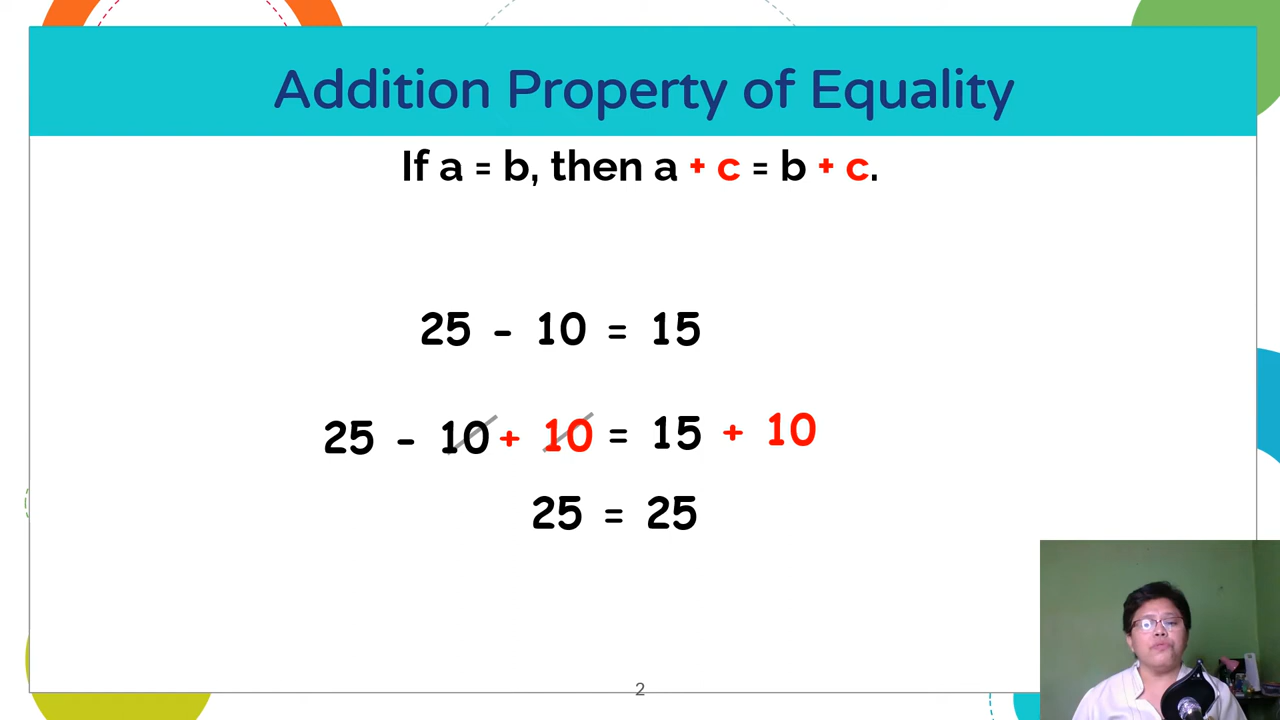 Addition Property of Equality
If a = b, then a + c = b + c.
25 - 10 = 15
25 - 10 + 10 = 15 + 10
25 = 25
2